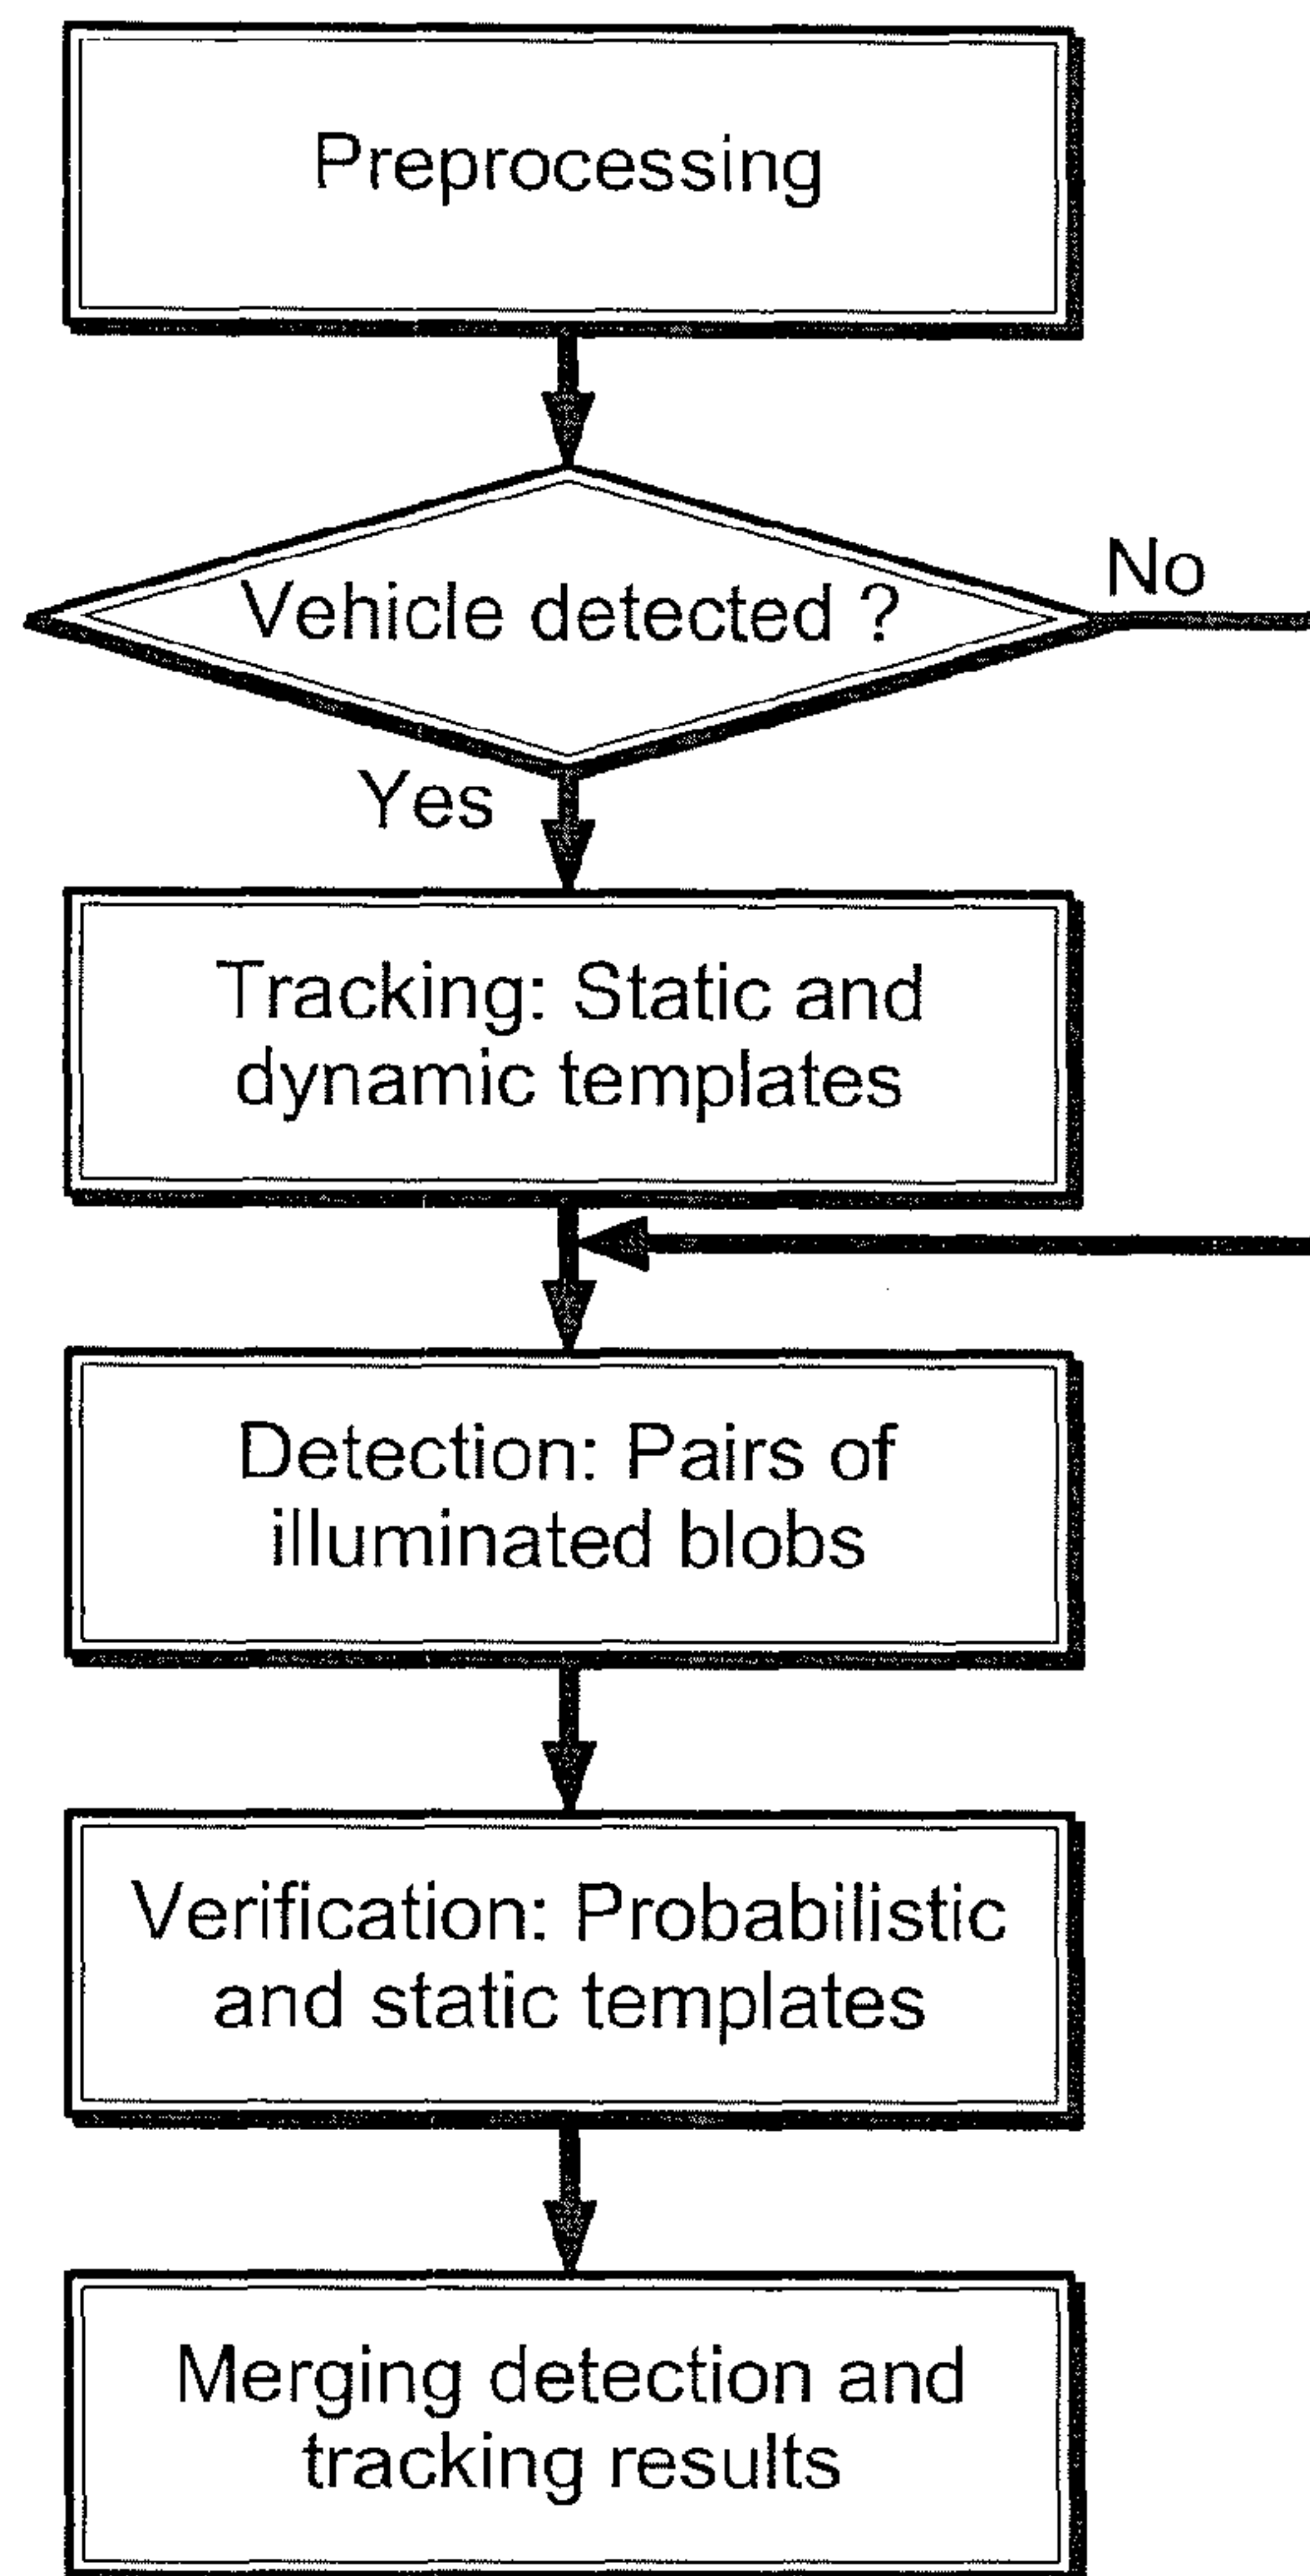 Preprocessing
Vehicle detected ?
No
Yes
Tracking: Static and
dynamic templates
Detection: Pairs of
illuminated blobs
Verification: Probabilistic
and static templates
Merging detection and
tracking results